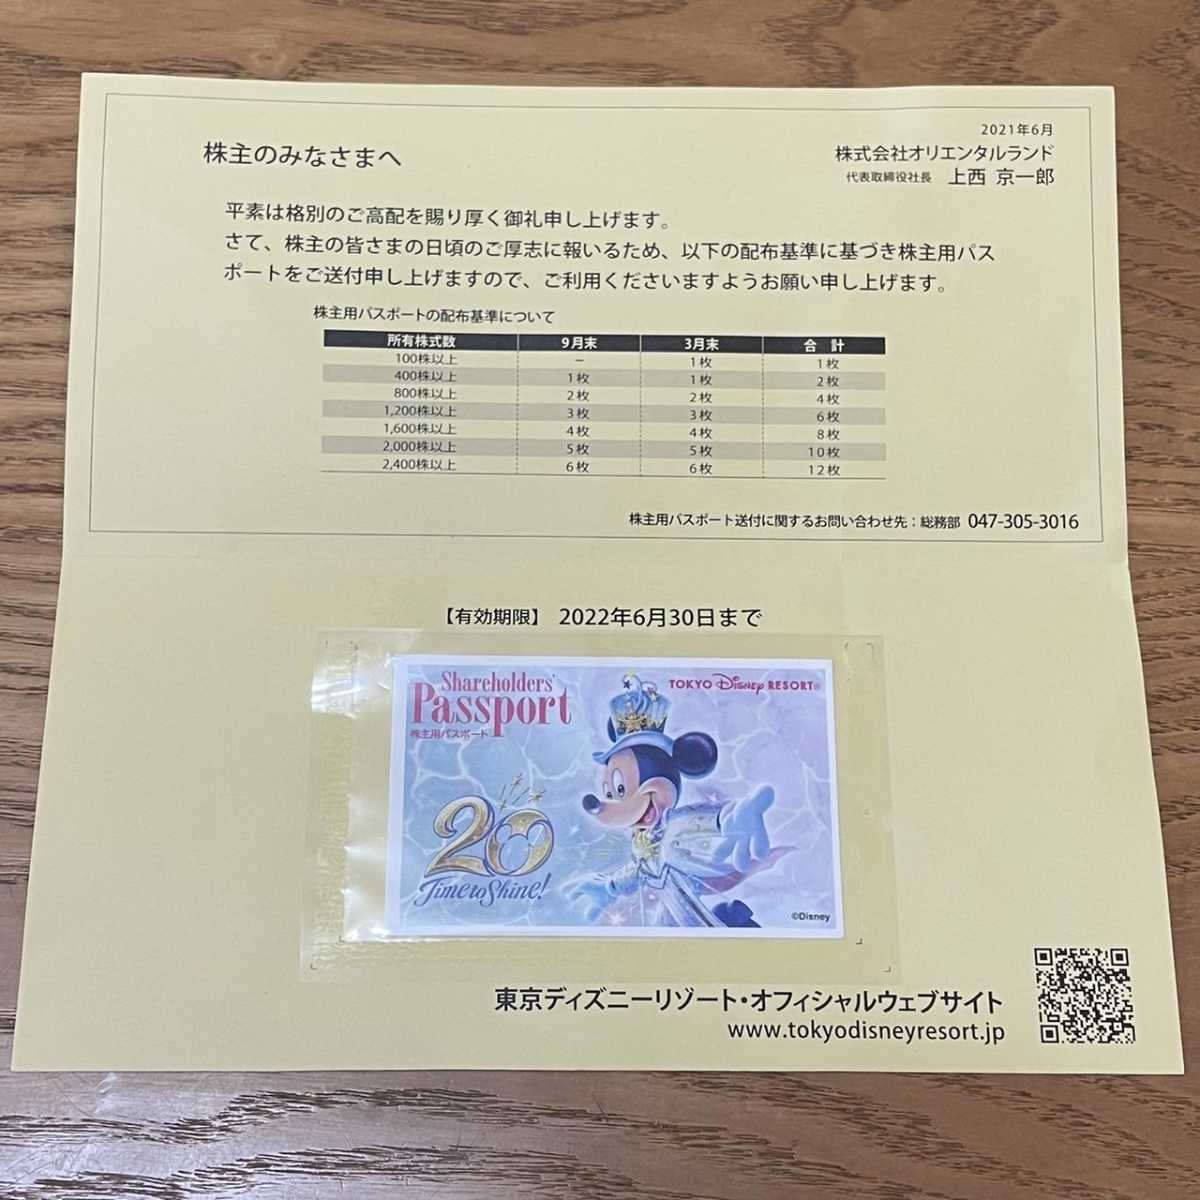 2021年6月
株主のみなさまへ
株式会社オリエンタルランド
代表取締役社長 上西 京一郎
平素は格別のご高配を賜り厚く御礼申し上げます。
さて、株主の皆さまの日頃のご厚志に報いるため、以下の配布基準に基づき株主用パス
ポートをご送付申し上げますので、ご利用くださいますようお願い申し上げます。
株主用パスポートの配布基準について
所有株式数 9月末 3月末 合 計
100株以上 － 1枚 1枚
400株以上 1枚 1枚 2枚
800株以上 2枚 2枚 4枚
1,200株以上 3枚 3枚 6枚
1,600株以上 4枚 4枚 8枚
2,000株以上 5枚 5枚 10枚
2,400株以上 6枚 6枚 12枚
株主用パスポート送付に関するお問い合わせ先：総務部 047-305-3016
【有効期限】 2022年6月30日まで
Shareholders'
Passport
株主用パスポート
TOKYO Disney RESORT®
20
Time to Shine!
©Disney
東京ディズニーリゾート・オフィシャルウェブサイト
www.tokyodisneyresort.jp